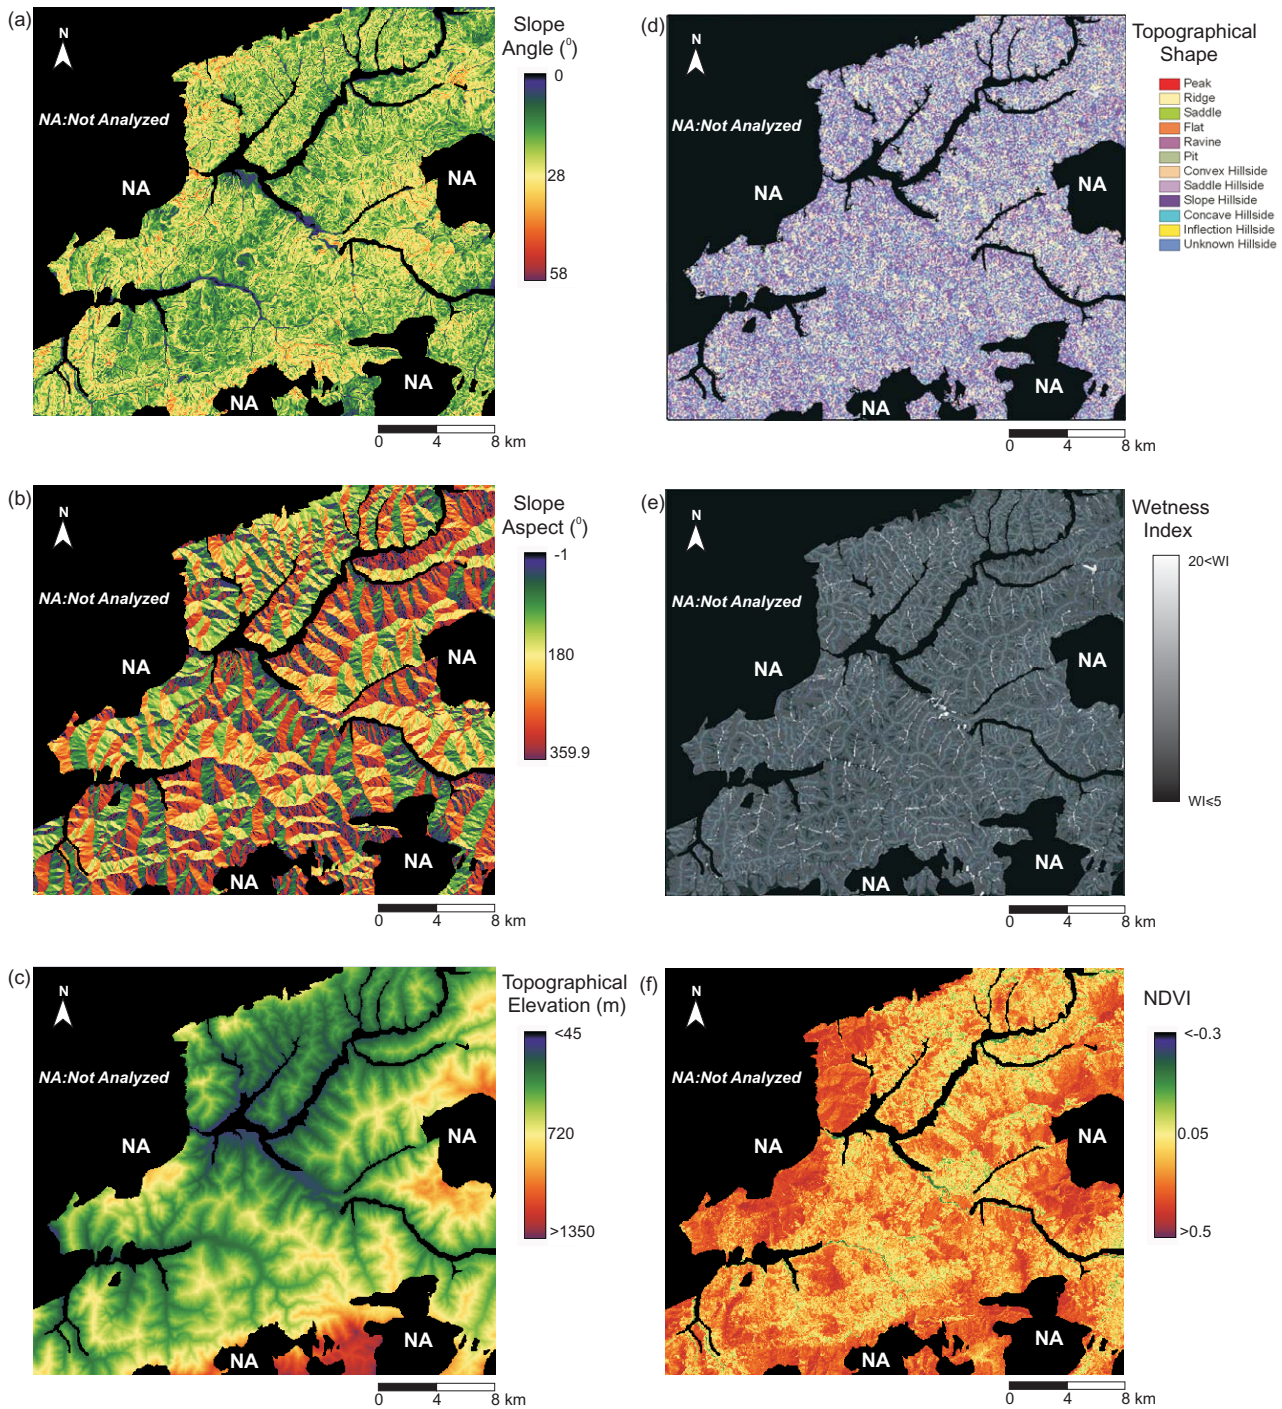 (a)
N
NA:Not Analyzed
NA
NA
NA
NA
Slope
Angle (⁰)
0
28
58
0 4 8 km
(d)
N
NA:Not Analyzed
NA
NA
NA
NA
Topographical
Shape
Peak
Ridge
Saddle
Flat
Ravine
Pit
Convex Hillside
Saddle Hillside
Slope Hillside
Concave Hillside
Inflection Hillside
Unknown Hillside
0 4 8 km
(b)
N
NA:Not Analyzed
NA
NA
NA
NA
Slope
Aspect (⁰)
-1
180
359.9
0 4 8 km
(e)
N
NA:Not Analyzed
NA
NA
NA
NA
Wetness
Index
20<WI
WI⩽5
0 4 8 km
(c)
N
NA:Not Analyzed
NA
NA
NA
NA
Topographical
Elevation (m)
<45
720
>1350
0 4 8 km
(f)
N
NA:Not Analyzed
NA
NA
NA
NA
NDVI
<-0.3
0.05
>0.5
0 4 8 km